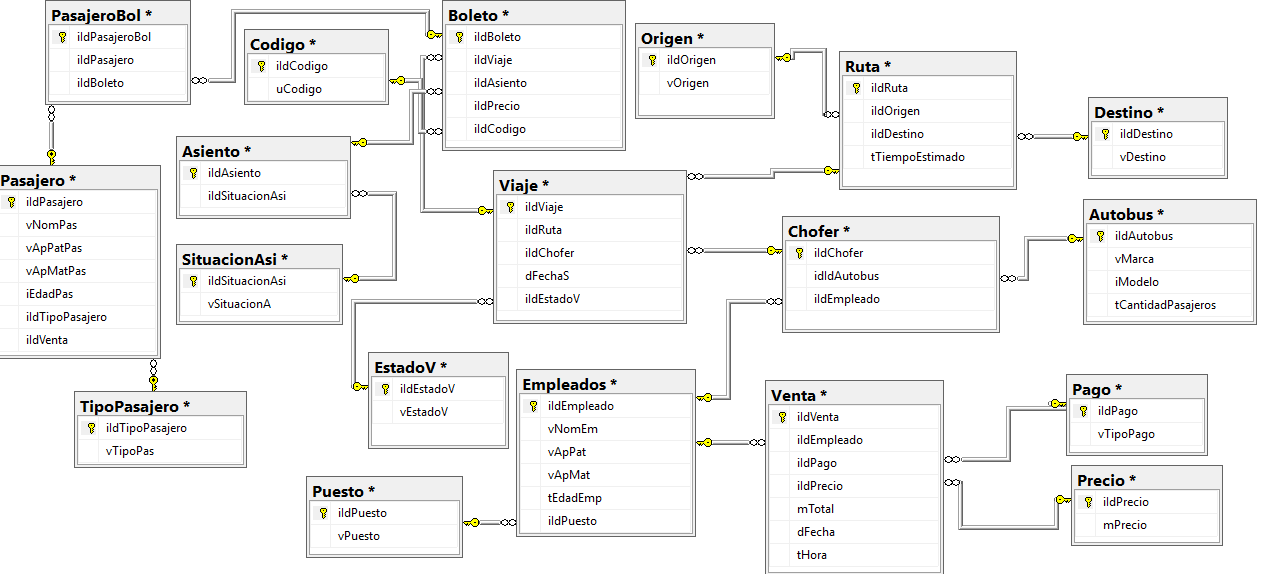 PasajeroBol *
iIdPasajeroBol
iIdPasajero
iIdBoleto
Codigo *
iIdCodigo
uCodigo
Boleto *
iIdBoleto
iIdViaje
iIdAsiento
iIdPrecio
iIdCodigo
Origen *
iIdOrigen
vOrigen
Ruta *
iIdRuta
iIdOrigen
iIdDestino
tTiempoEstimado
Destino *
iIdDestino
vDestino
Asiento *
iIdAsiento
iIdSituacionAsi
Pasajero *
iIdPasajero
vNomPas
vApPatPas
vApMatPas
iEdadPas
iIdTipoPasajero
iIdVenta
Viaje *
iIdViaje
iIdRuta
iIdChofer
dFechaS
iIdEstadoV
Chofer *
iIdChofer
idIdAutobus
iIdEmpleado
Autobus *
iIdAutobus
vMarca
iModelo
tCantidadPasajeros
SituacionAsi *
iIdSituacionAsi
vSituacionA
EstadoV *
iIdEstadoV
vEstadoV
TipoPasajero *
iIdTipoPasajero
vTipoPas
Empleados *
iIdEmpleado
vNomEm
vApPat
vApMat
tEdadEmp
iIdPuesto
Venta *
iIdVenta
iIdEmpleado
iIdPago
iIdPrecio
mTotal
dFecha
tHora
Pago *
iIdPago
vTipoPago
Puesto *
iIdPuesto
vPuesto
Precio *
iIdPrecio
mPrecio